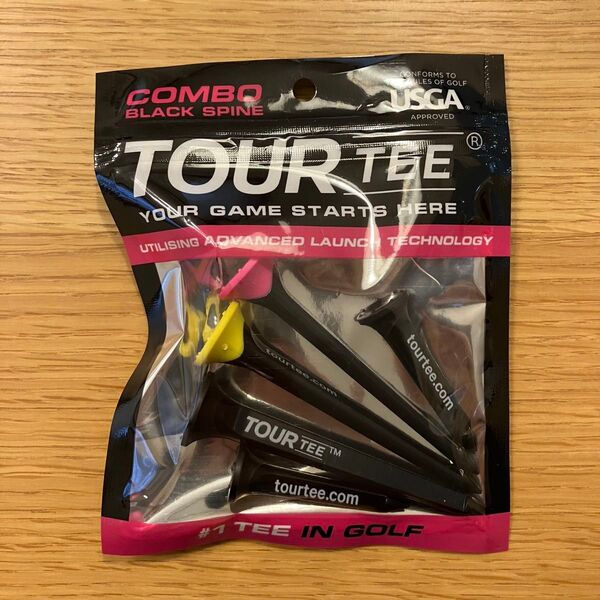 COMBO
BLACK SPINE
CONFORMS TO
RULES OF GOLF
USGA®
APPROVED
TOUR TEE®
YOUR GAME STARTS HERE
UTILISING ADVANCED LAUNCH TECHNOLOGY
tourtee.com
tourtee.com
TOUR TEE™
tourtee.com
#1 TEE IN GOLF